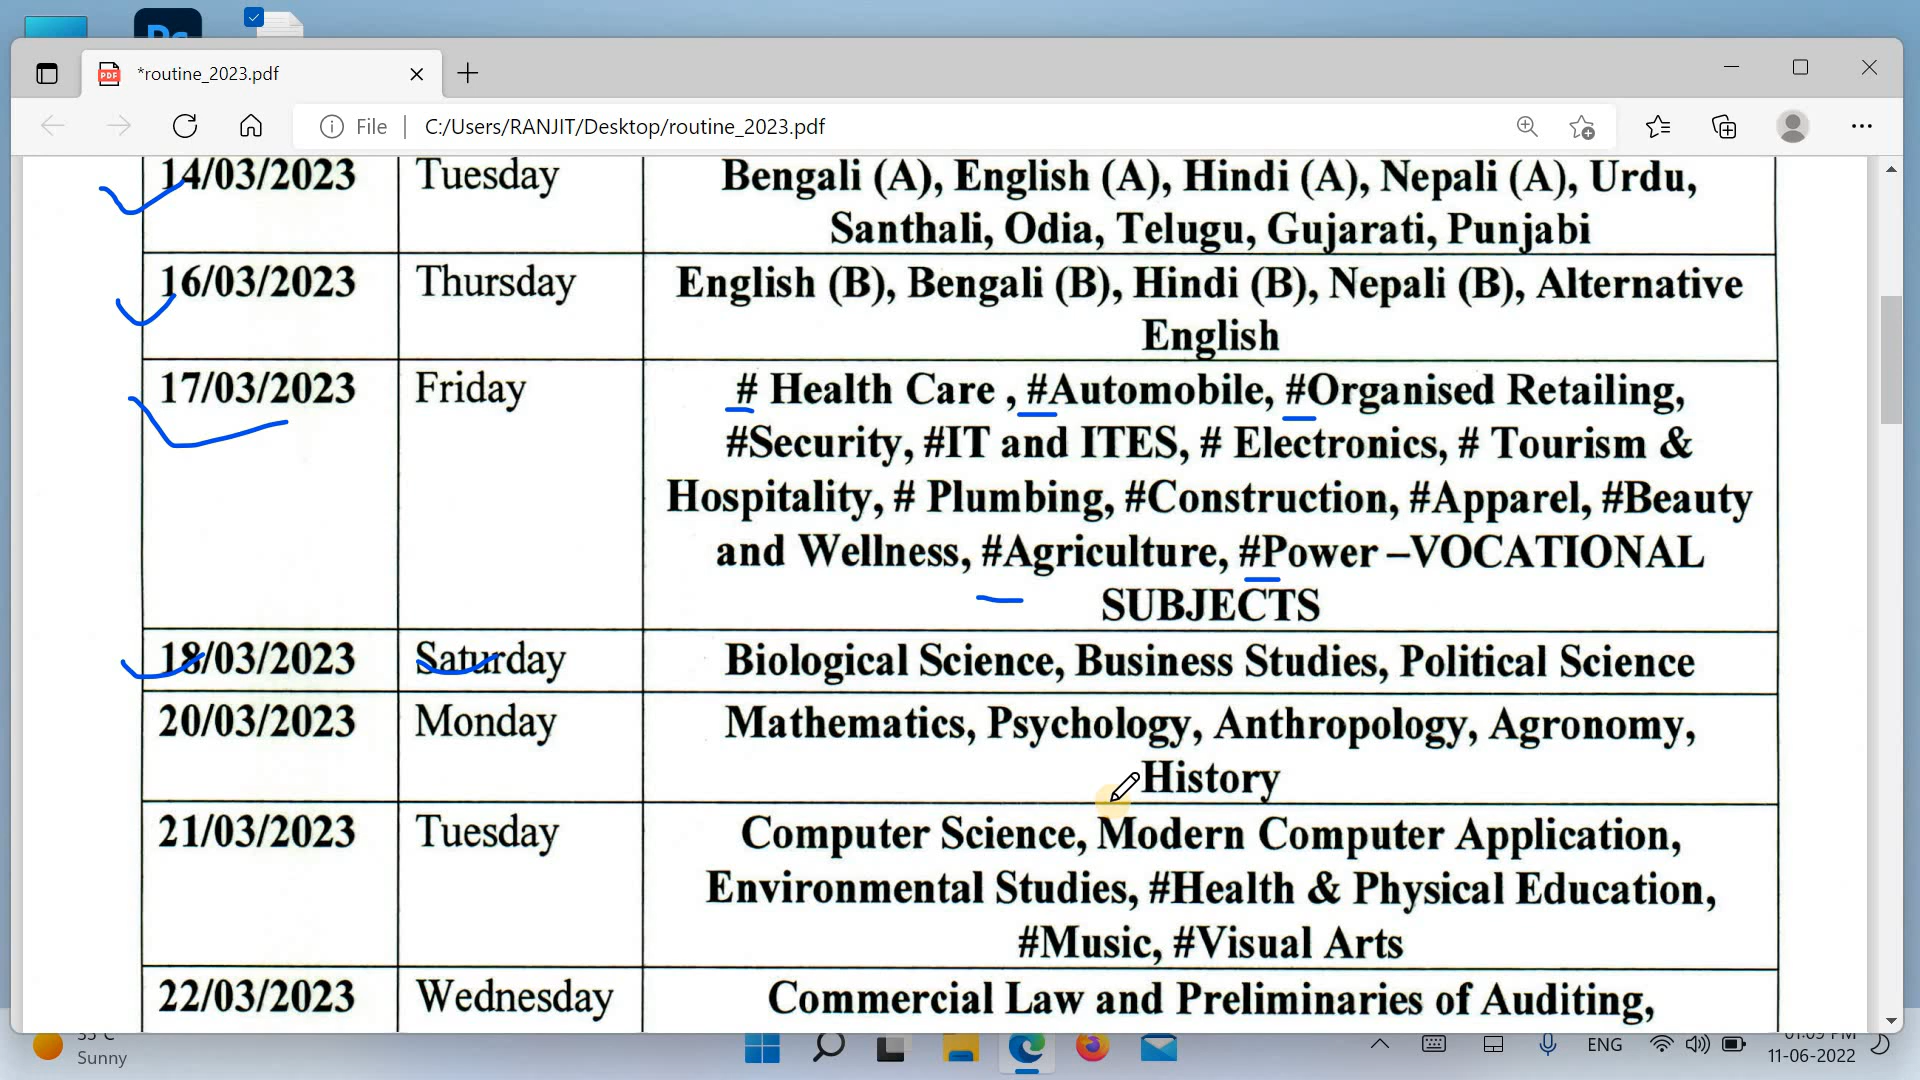 *routine_2023.pdf
File
C:/Users/RANJIT/Desktop/routine_2023.pdf
14/03/2023 Tuesday Bengali (A), English (A), Hindi (A), Nepali (A), Urdu,
Santhali, Odia, Telugu, Gujarati, Punjabi
16/03/2023 Thursday English (B), Bengali (B), Hindi (B), Nepali (B), Alternative
English
17/03/2023 Friday # Health Care , #Automobile, #Organised Retailing,
#Security, #IT and ITES, # Electronics, # Tourism &
Hospitality, # Plumbing, #Construction, #Apparel, #Beauty
and Wellness, #Agriculture, #Power –VOCATIONAL
SUBJECTS
18/03/2023 Saturday Biological Science, Business Studies, Political Science
20/03/2023 Monday Mathematics, Psychology, Anthropology, Agronomy,
History
21/03/2023 Tuesday Computer Science, Modern Computer Application,
Environmental Studies, #Health & Physical Education,
#Music, #Visual Arts
22/03/2023 Wednesday Commercial Law and Preliminaries of Auditing,
Sunny
ENG
11-06-2022